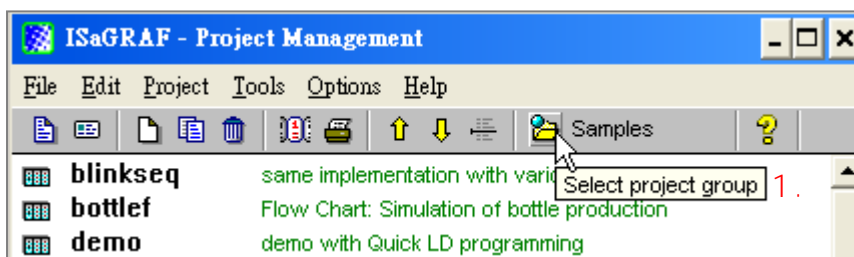 ISaGRAF - Project Management
File Edit Project Tools Options Help
Samples
Select project group 1.
blinkseq same implementation with vario
bottlef Flow Chart: Simulation of bottle production
demo demo with Quick LD programming